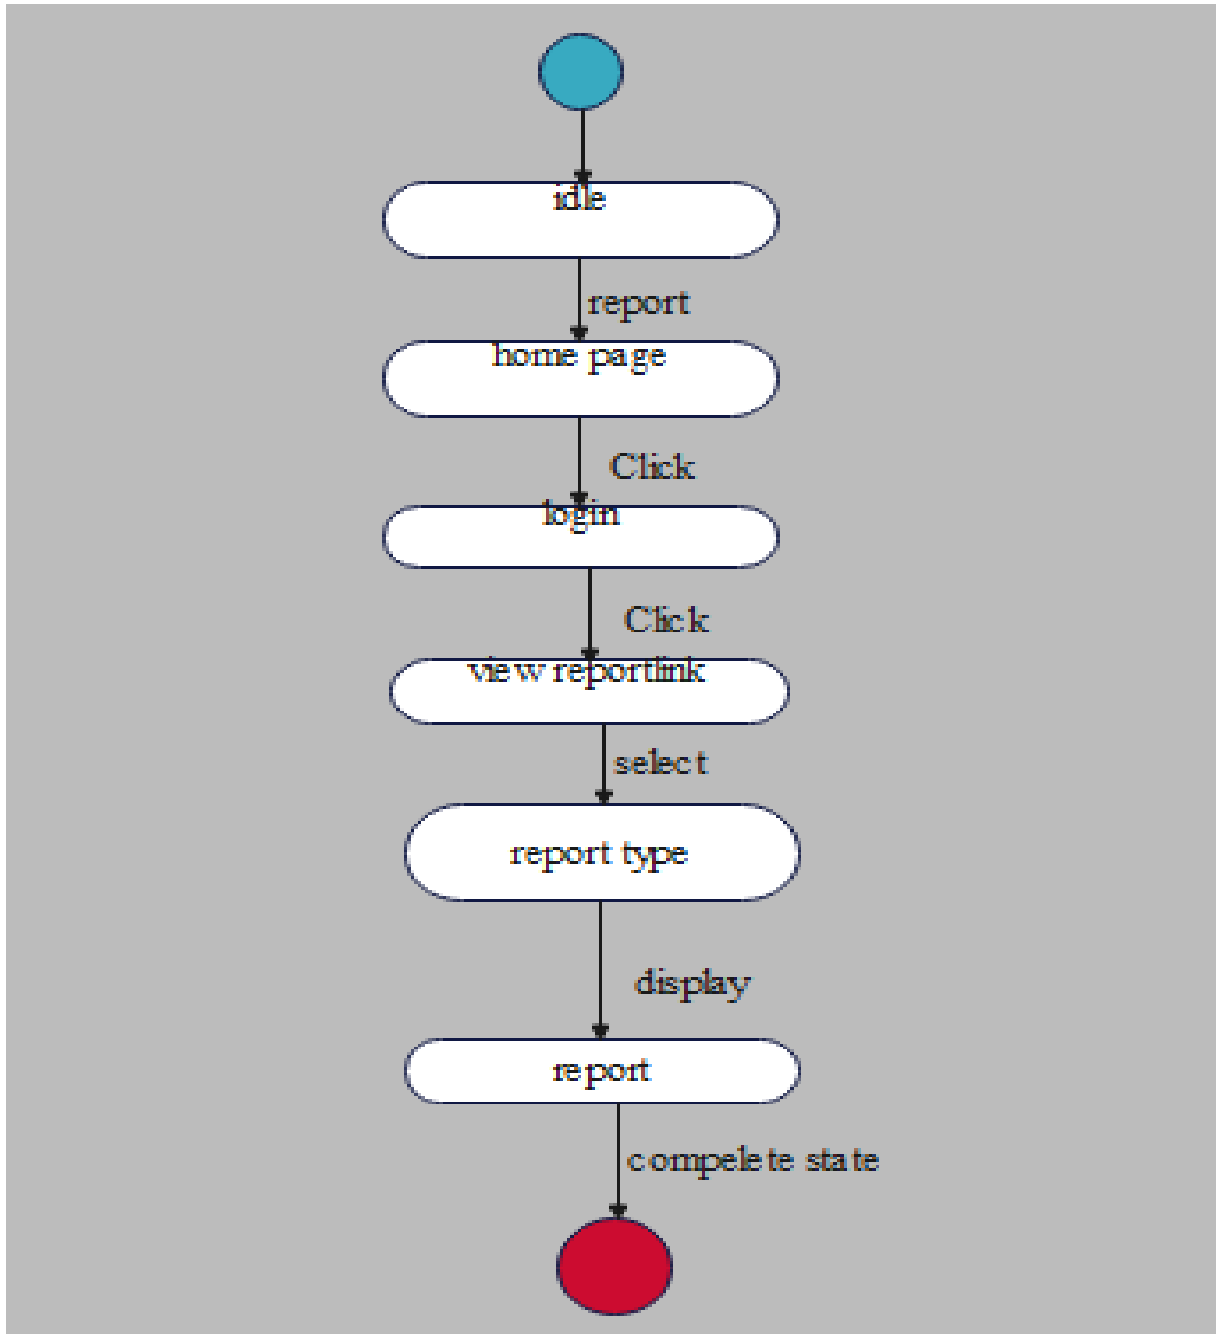 idle
report
home page
Click
login
Click
view reportlink
select
report type
display
report
compelete state